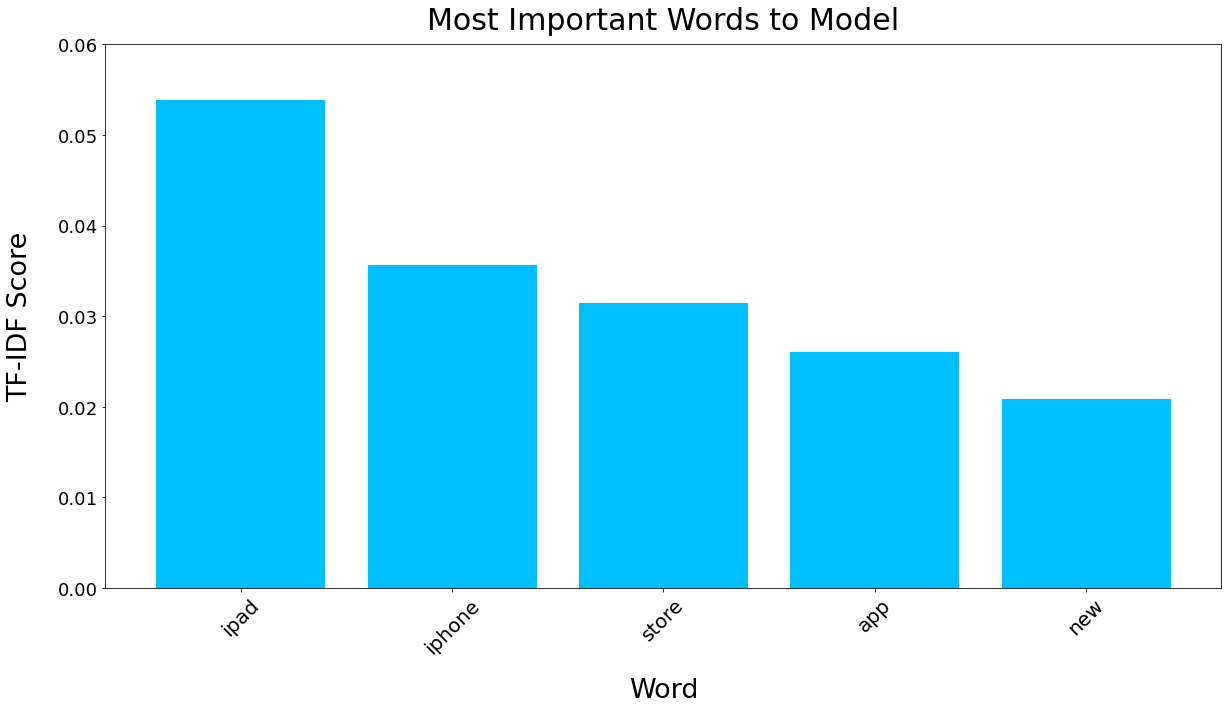 Most Important Words to Model
TF-IDF Score
0.06
0.05
0.04
0.03
0.02
0.01
0.00
ipad
iphone
store
app
new
Word